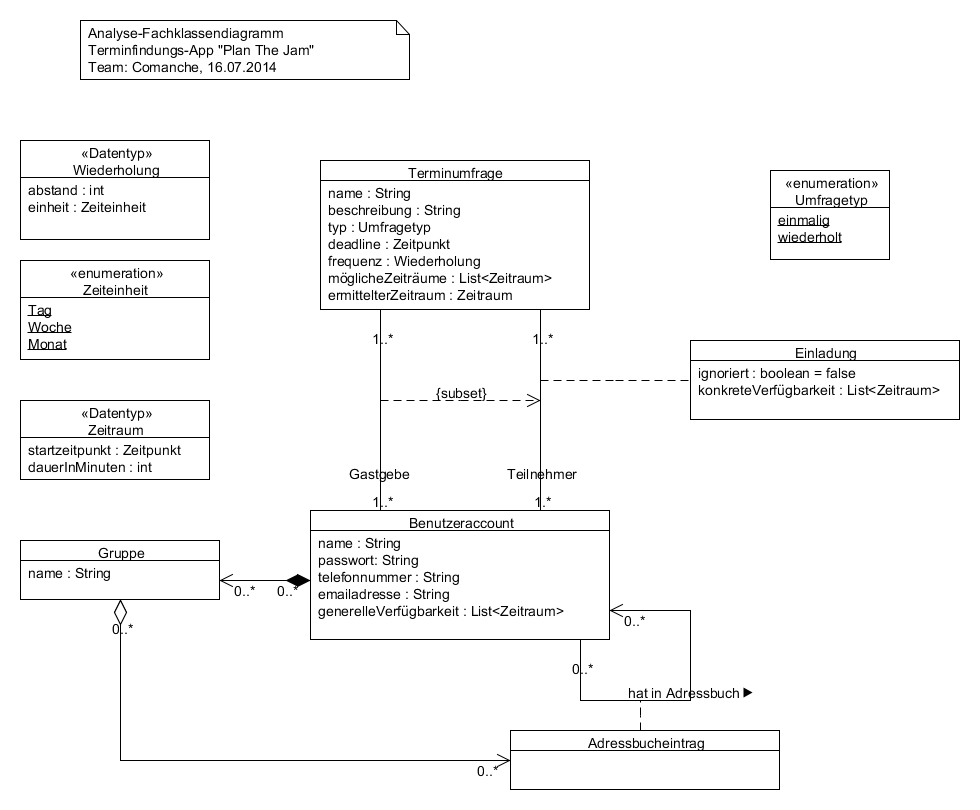 Analyse-Fachklassendiagramm
Terminfindungs-App "Plan The Jam"
Team: Comanche, 16.07.2014
«Datentyp»
Wiederholung
abstand : int
einheit : Zeiteinheit
«enumeration»
Zeiteinheit
Tag
Woche
Monat
«Datentyp»
Zeitraum
startzeitpunkt : Zeitpunkt
dauerInMinuten : int
Terminumfrage
name : String
beschreibung : String
typ : Umfragetyp
deadline : Zeitpunkt
frequenz : Wiederholung
möglicheZeiträume : List<Zeitraum>
ermittelterZeitraum : Zeitraum
«enumeration»
Umfragetyp
einmalig
wiederholt
1..*
1..*
{subset}
Einladung
ignoriert : boolean = false
konkreteVerfügbarkeit : List<Zeitraum>
Gastgebe
Teilnehmer
1..*
1..*
Benutzeraccount
name : String
passwort: String
telefonnummer : String
emailadresse : String
generelleVerfügbarkeit : List<Zeitraum>
Gruppe
name : String
0..*
0..*
0..*
0..*
0..*
hat in Adressbuch ▶
Adressbucheintrag
0..*